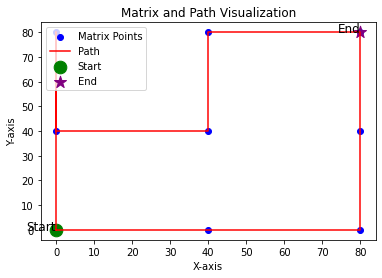 Matrix and Path Visualization
80
70
60
50
40
30
20
10
0
Y-axis
Matrix Points
Path
Start
End
End
Start
0 10 20 30 40 50 60 70 80
X-axis